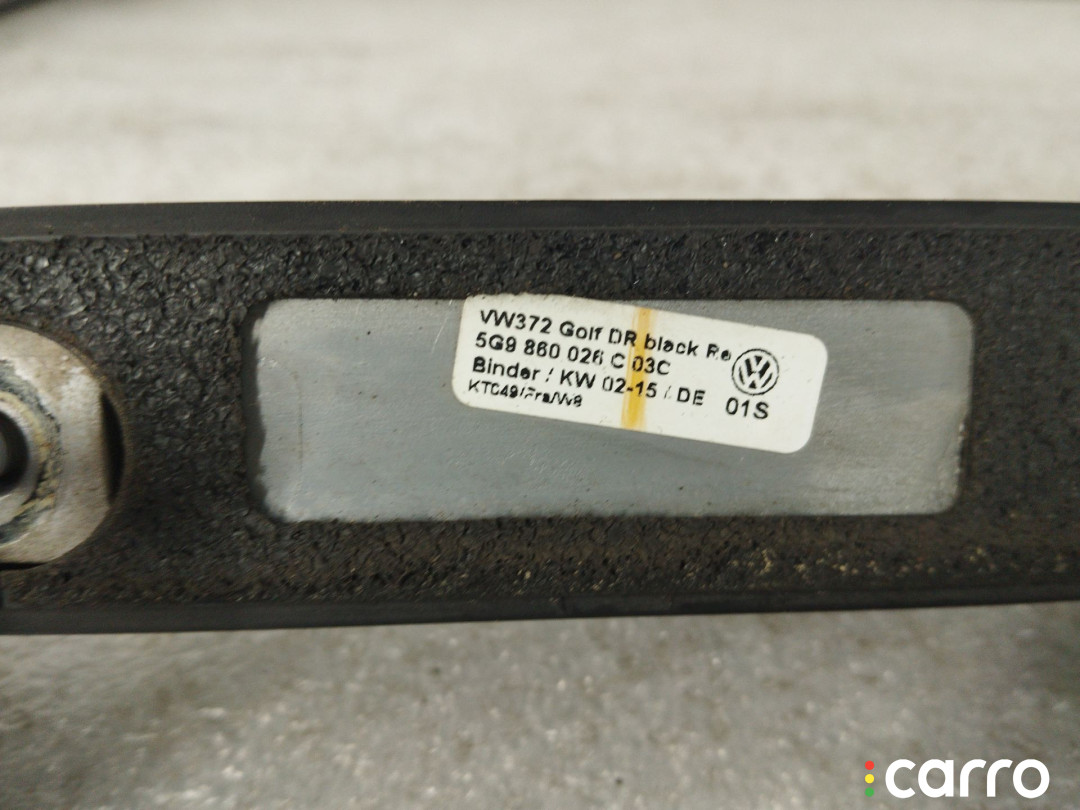 VW372 Golf DR black Re
5G9 860 026 C 03C
Binder / KW 02-15 / DE 01S
carro